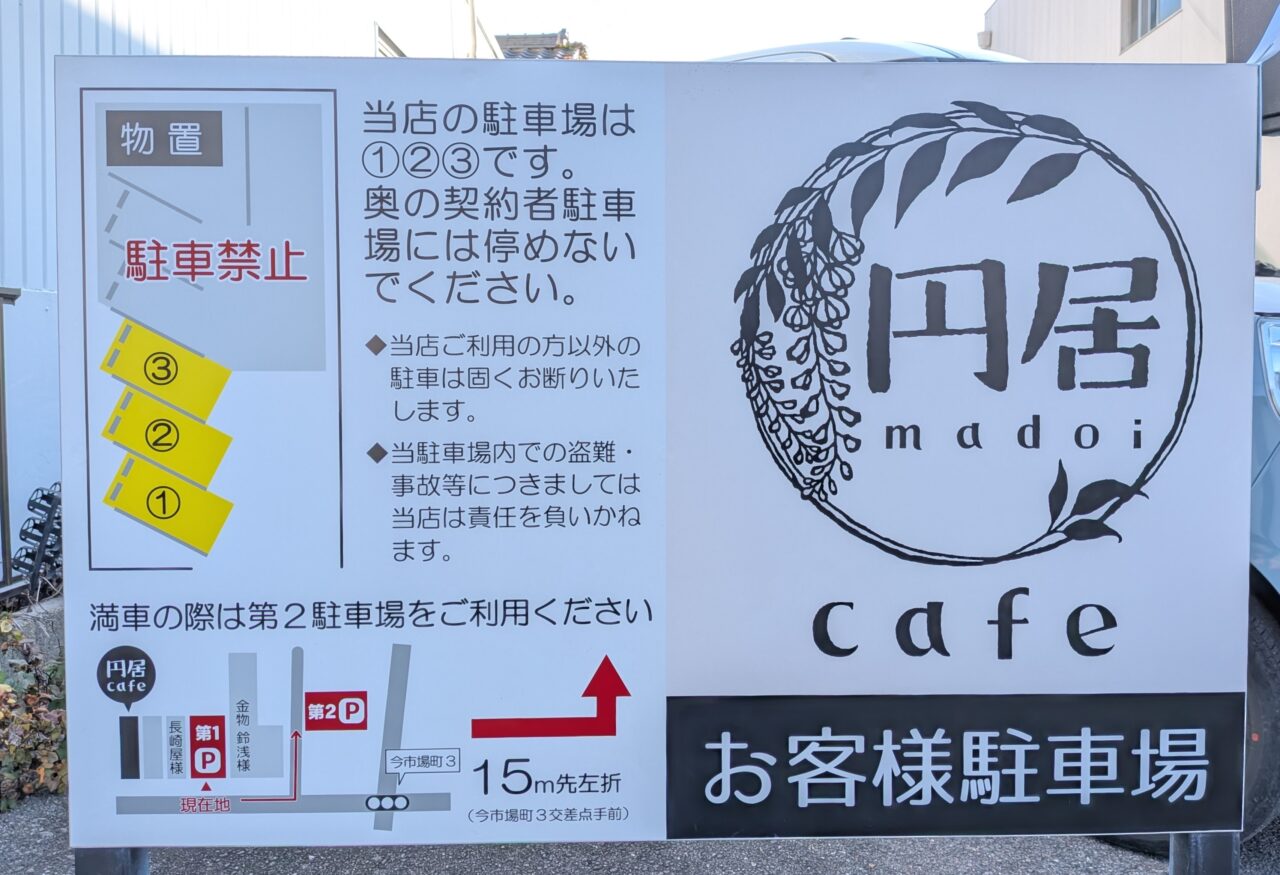 物置
駐車禁止
③
②
①
当店の駐車場は
①②③です。
奥の契約者駐車
場には停めない
でください。
◆当店ご利用の方以外の
駐車は固くお断りいた
します。
◆当駐車場内での盗難・
事故等につきましては
当店は責任を負いかね
ます。
満車の際は第2駐車場をご利用ください
円居
cafe
長崎屋様
第1
P
金物 鈴浅様
第2 P
現在地
今市場町3
15m先左折
（今市場町3交差点手前）
円居
madoi
cafe
お客様駐車場